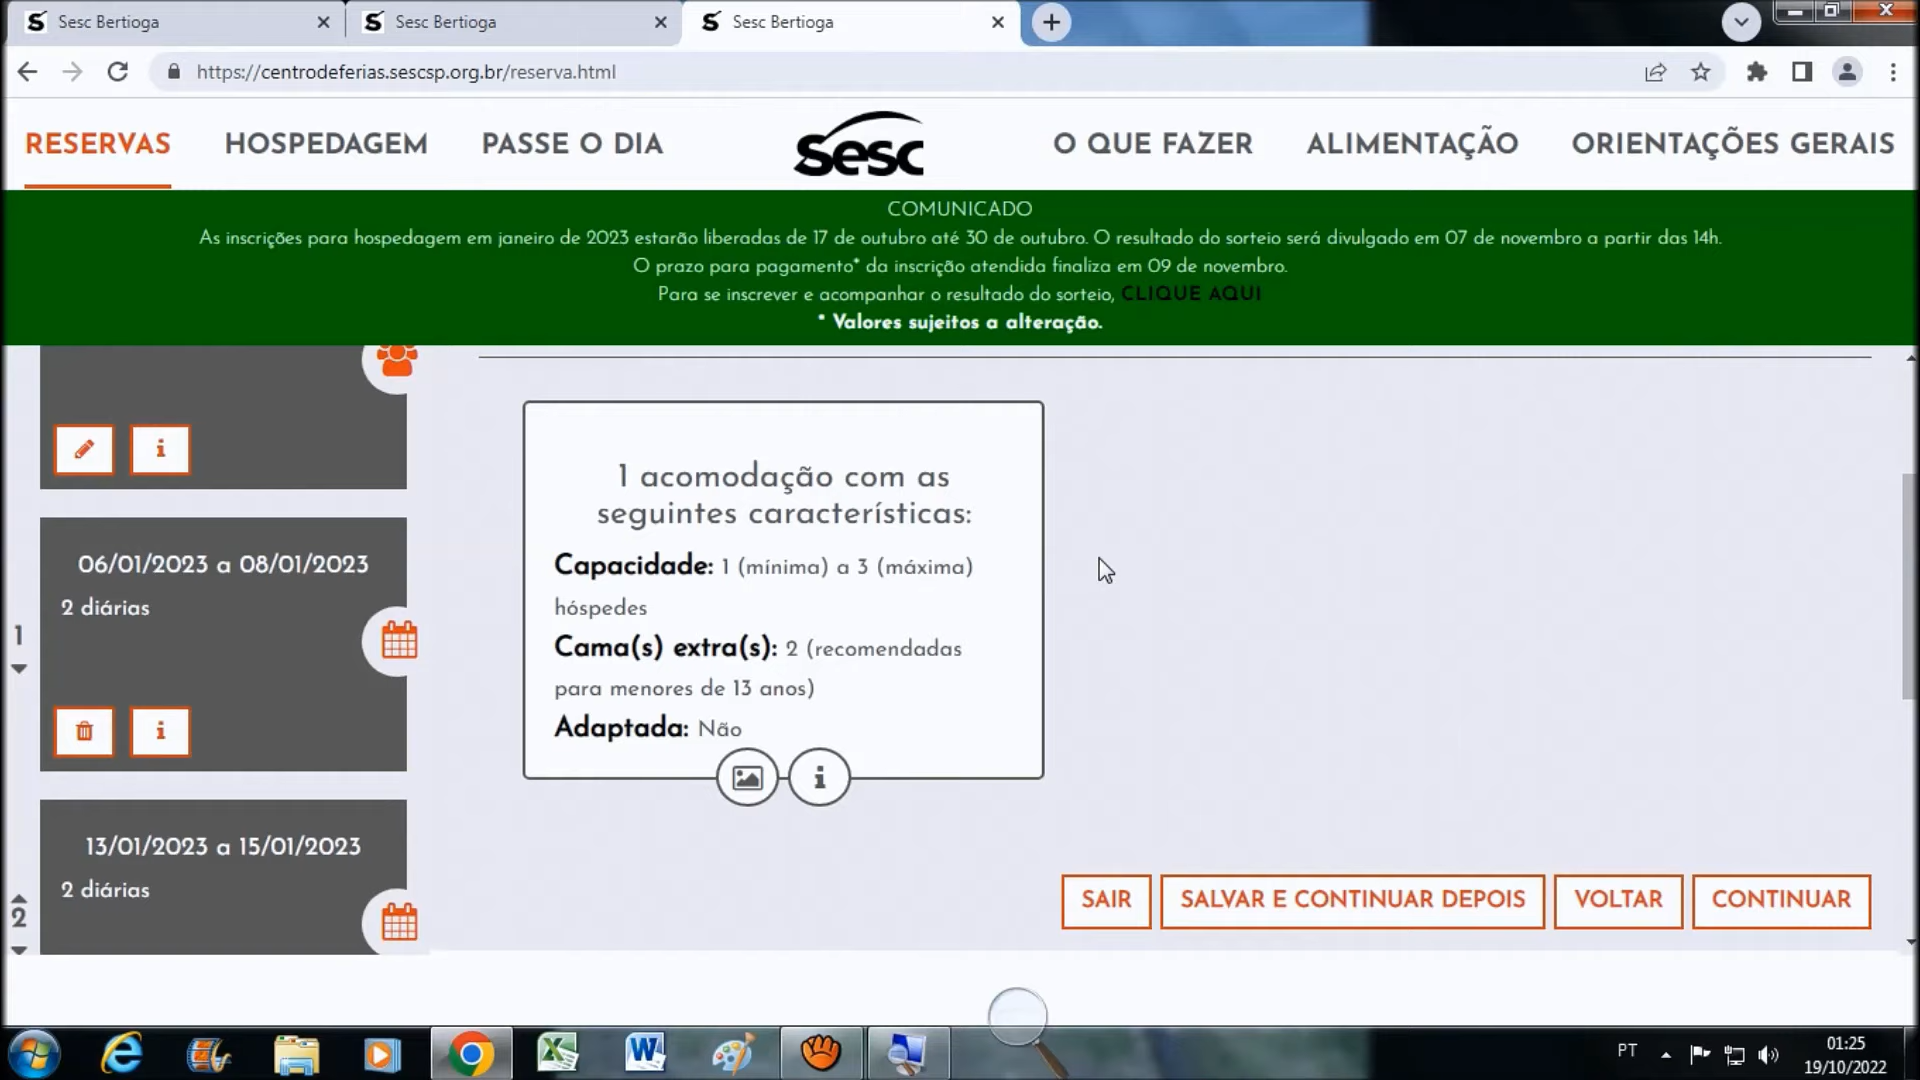 Sesc Bertioga
Sesc Bertioga
Sesc Bertioga
https://centrodeferias.sescsp.org.br/reserva.html
RESERVAS
HOSPEDAGEM
PASSE O DIA
Sesc
O QUE FAZER
ALIMENTAÇÃO
ORIENTAÇÕES GERAIS
COMUNICADO
As inscrições para hospedagem em janeiro de 2023 estarão liberadas de 17 de outubro até 30 de outubro. O resultado do sorteio será divulgado em 07 de novembro a partir das 14h.
O prazo para pagamento* da inscrição atendida finaliza em 09 de novembro.
Para se inscrever e acompanhar o resultado do sorteio, CLIQUE AQUI
* Valores sujeitos a alteração.
06/01/2023 a 08/01/2023
2 diárias
1
13/01/2023 a 15/01/2023
2 diárias
2
1 acomodação com as
seguintes características:
Capacidade: 1 (mínima) a 3 (máxima)
hóspedes
Cama(s) extra(s): 2 (recomendadas
para menores de 13 anos)
Adaptada: Não
SAIR
SALVAR E CONTINUAR DEPOIS
VOLTAR
CONTINUAR
PT
01:25
19/10/2022